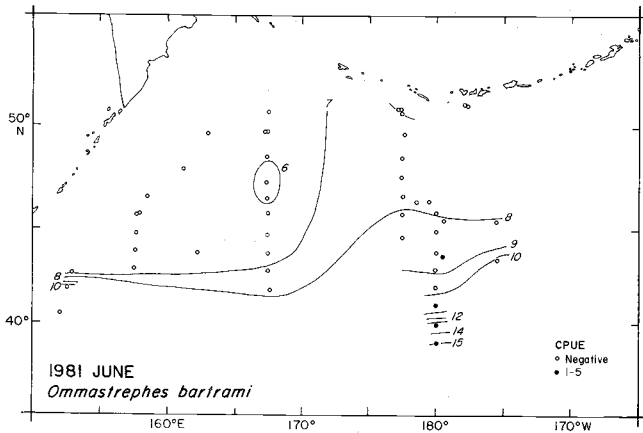 50°
N
40°
7
6
8
8
10
9
10
12
14
15
1981 JUNE
Ommastrephes bartrami
CPUE
○ Negative
● 1-5
160°E
170°
180°
170°W